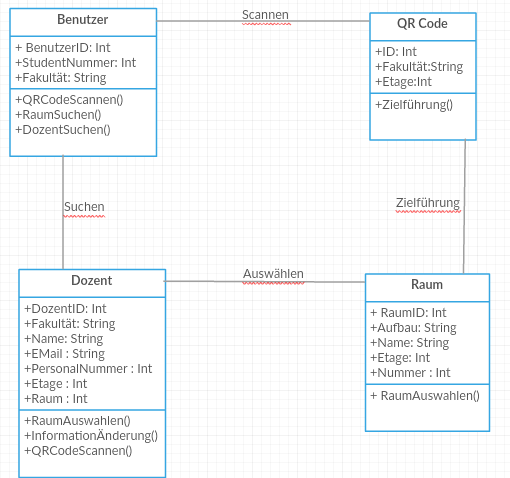 Benutzer
+ BenutzerID: Int
+StudentNummer: Int
+Fakultät: String
+QRCodeScannen()
+RaumSuchen()
+DozentSuchen()
Scannen
QR Code
+ID: Int
+Fakultät:String
+Etage:Int
+Zielführung()
Suchen
Zielführung
Dozent
+DozentID: Int
+Fakultät: String
+Name: String
+EMail : String
+PersonalNummer : Int
+Etage : Int
+Raum : Int
+RaumAuswahlen()
+InformationÄnderung()
+QRCodeScannen()
Auswählen
Raum
+ RaumID: Int
+Aufbau: String
+Name: String
+Etage: Int
+Nummer : Int
+ RaumAuswahlen()